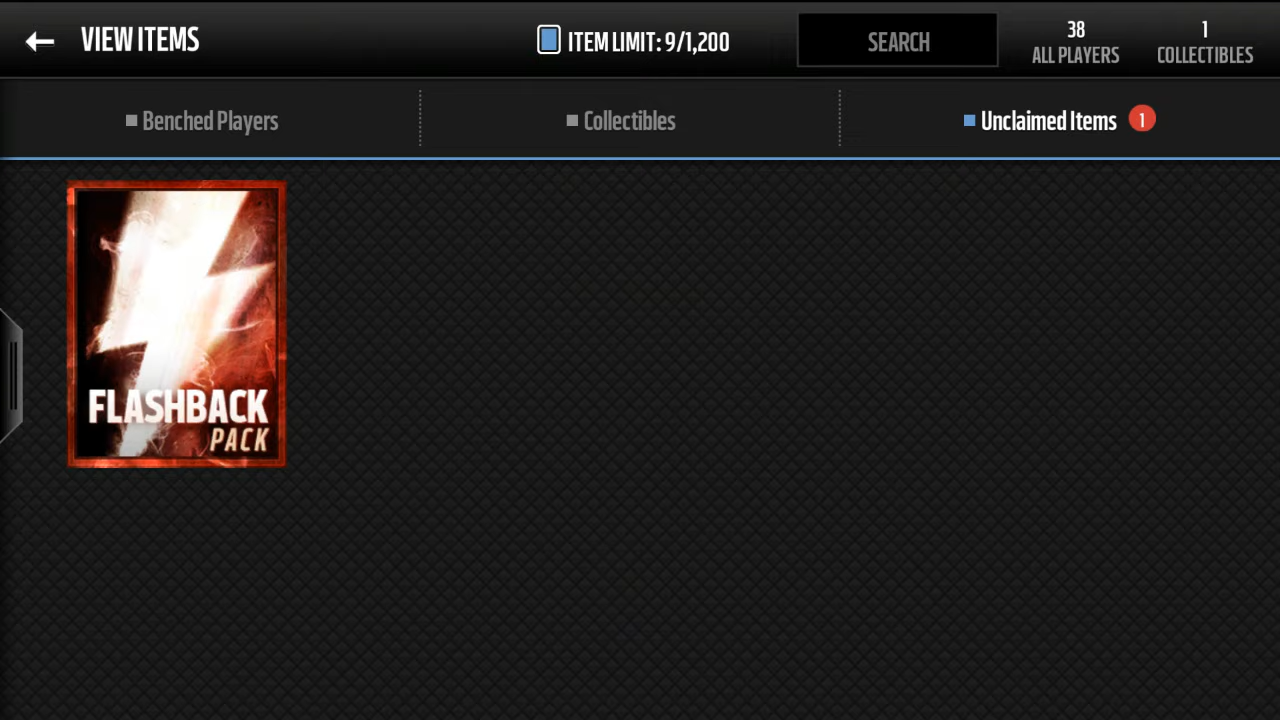 VIEW ITEMS
ITEM LIMIT: 9/1,200
SEARCH
38
ALL PLAYERS
1
COLLECTIBLES
Benched Players
Collectibles
Unclaimed Items
1
FLASHBACK
PACK